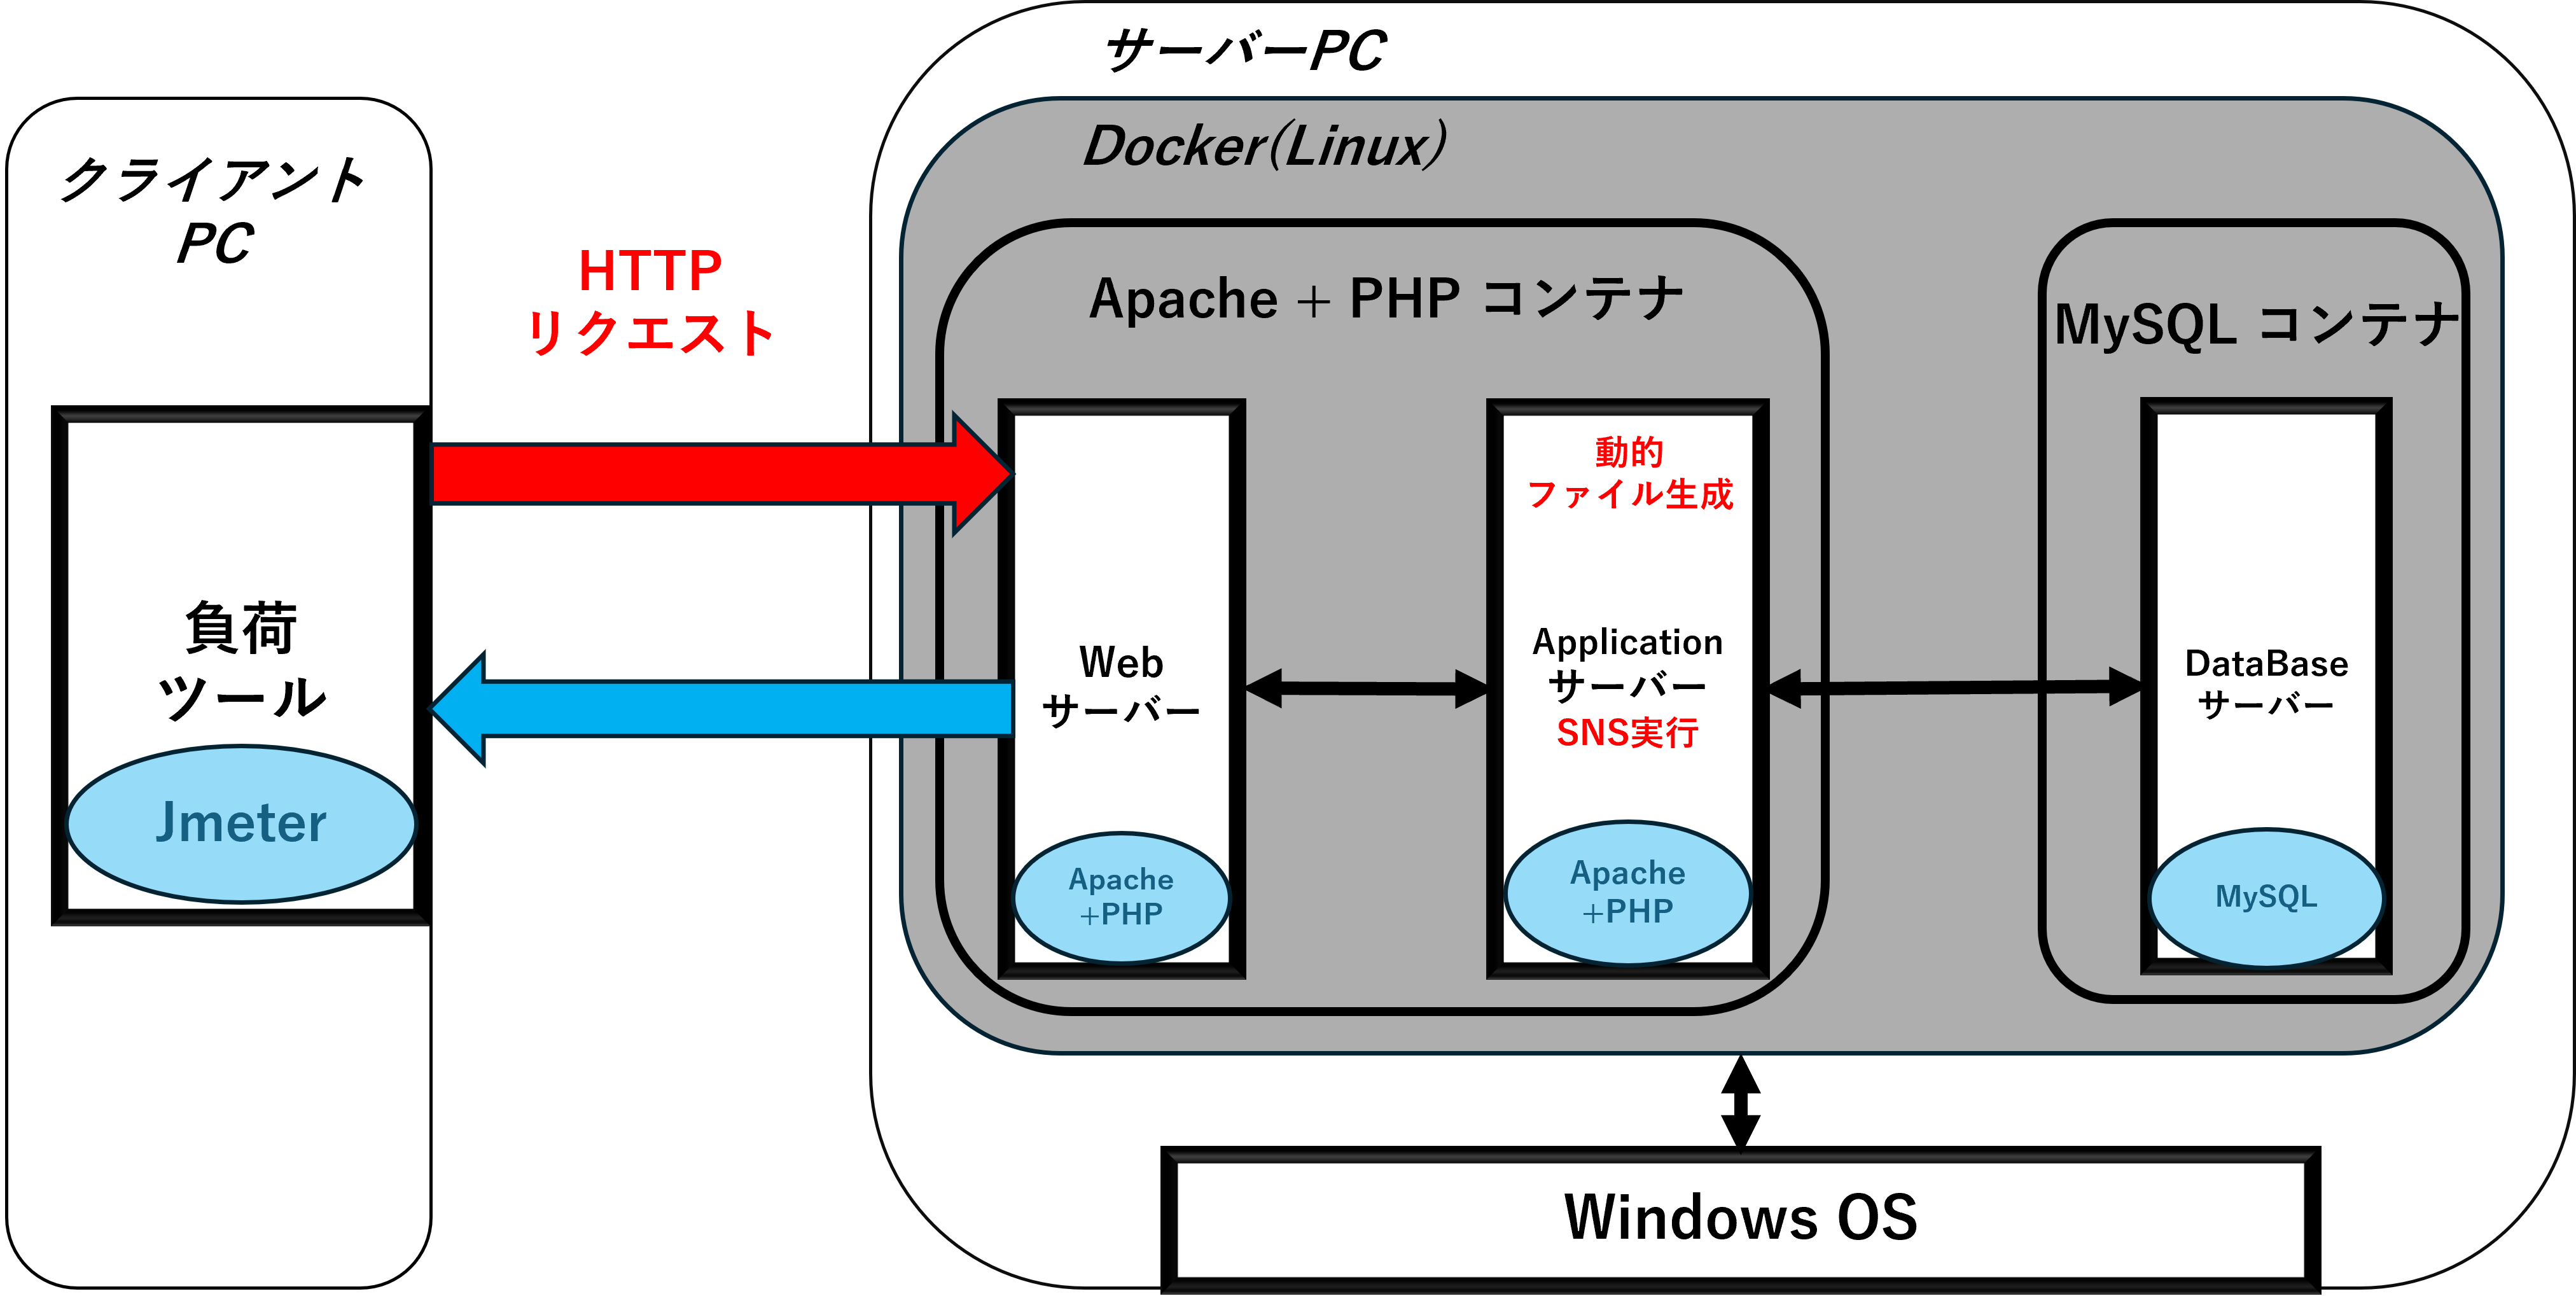 サーバーPC
Docker(Linux)
クライアント
PC
HTTP
リクエスト
Apache + PHP コンテナ
MySQL コンテナ
動的
ファイル生成
負荷
ツール
Jmeter
Web
サーバー
Application
サーバー
SNS実行
DataBase
サーバー
Apache
+PHP
Apache
+PHP
MySQL
Windows OS